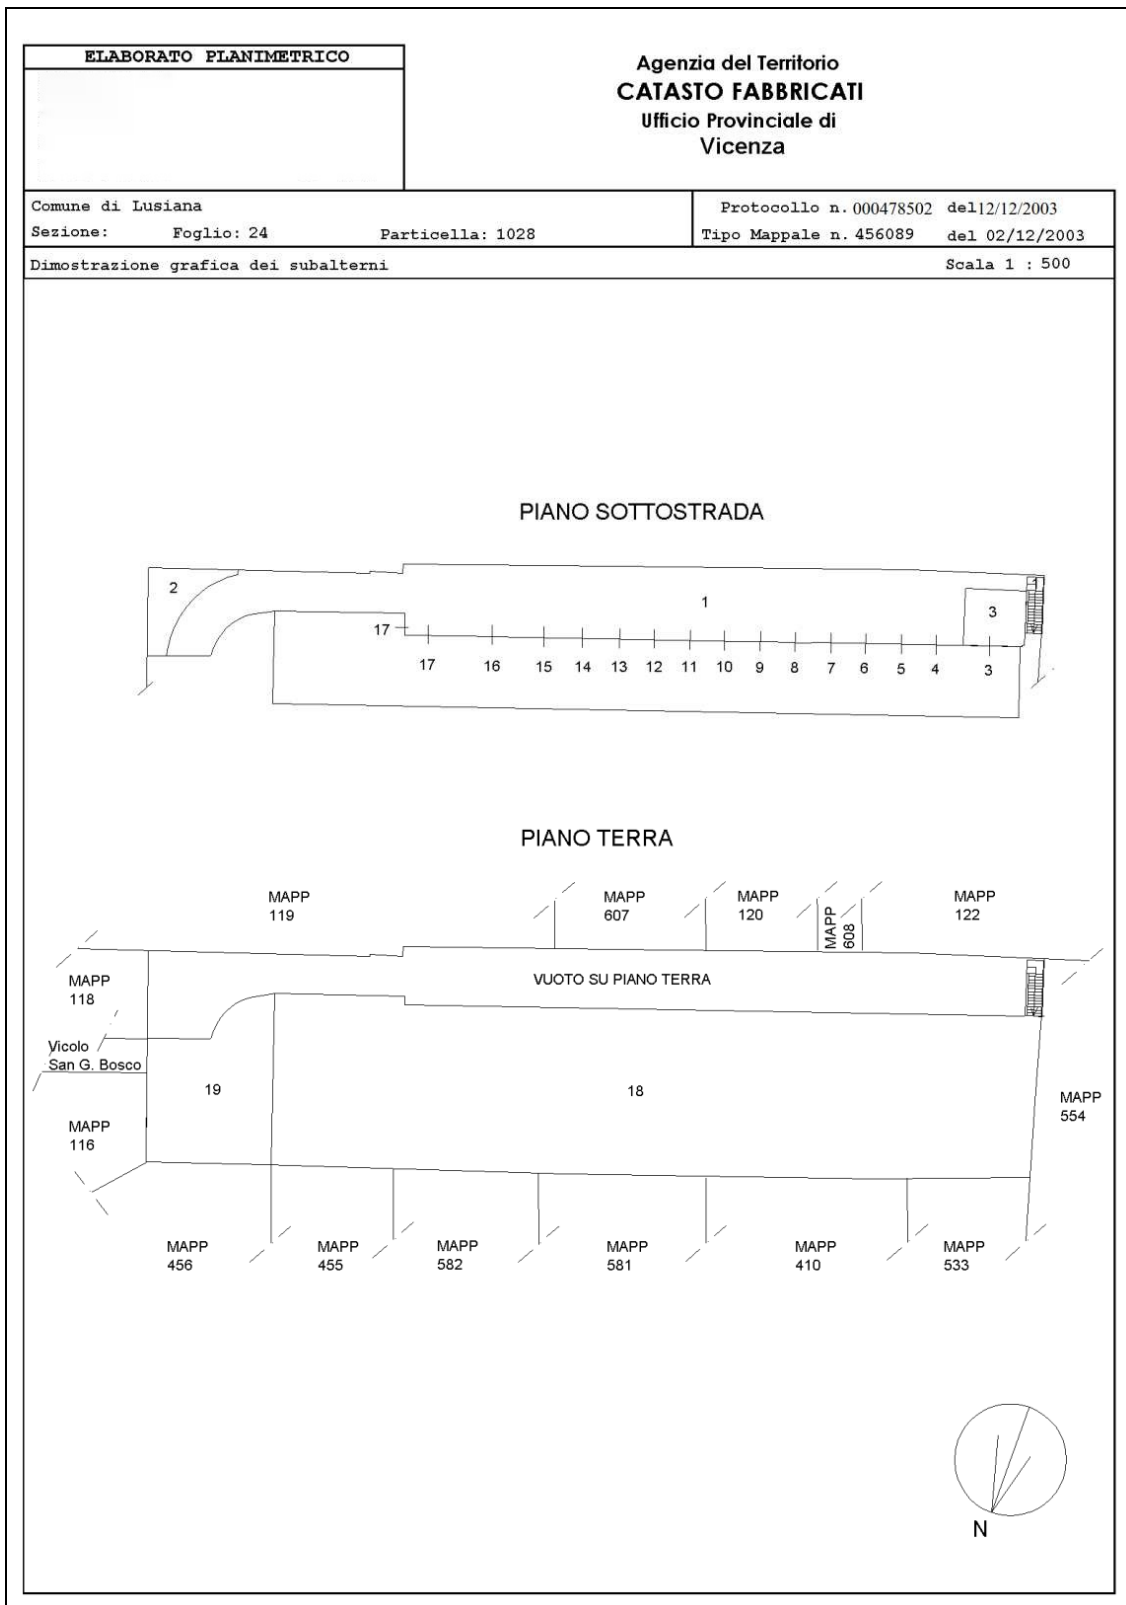 ELABORATO PLANIMETRICO
Agenzia del Territorio
CATASTO FABBRICATI
Ufficio Provinciale di
Vicenza
Comune di Lusiana
Sezione: Foglio: 24 Particella: 1028
Protocollo n. 000478502 del 12/12/2003
Tipo Mappale n. 456089 del 02/12/2003
Dimostrazione grafica dei subalterni
Scala 1 : 500
PIANO SOTTOSTRADA
2
1
1
3
17
17 16 15 14 13 12 11 10 9 8 7 6 5 4 3
PIANO TERRA
MAPP
119
MAPP
607
MAPP
120
MAPP
608
MAPP
122
MAPP
118
VUOTO SU PIANO TERRA
Vicolo
San G. Bosco
19
18
MAPP
554
MAPP
116
MAPP
456
MAPP
455
MAPP
582
MAPP
581
MAPP
410
MAPP
533
N